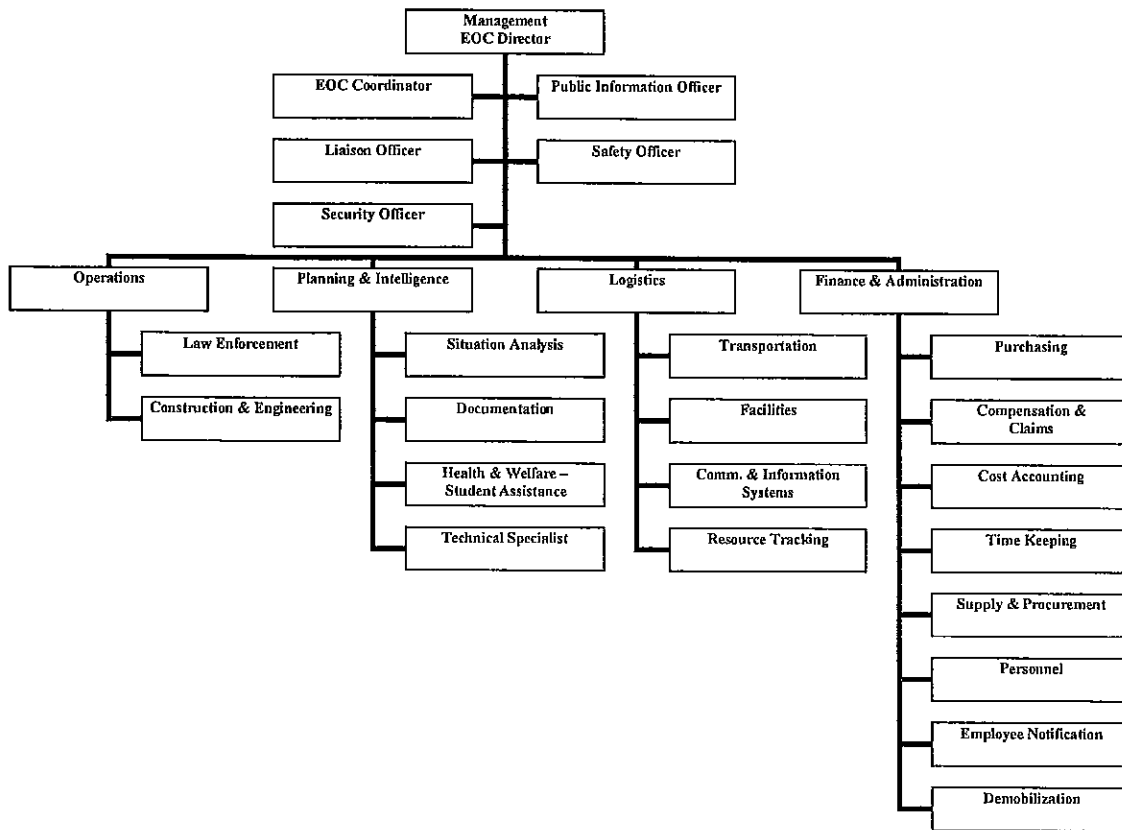 Management
EOC Director
EOC Coordinator
Public Information Officer
Liaison Officer
Safety Officer
Security Officer
Operations
Planning & Intelligence
Logistics
Finance & Administration
Law Enforcement
Situation Analysis
Transportation
Purchasing
Construction & Engineering
Documentation
Facilities
Compensation &
Claims
Health & Welfare –
Student Assistance
Comm. & Information
Systems
Cost Accounting
Technical Specialist
Resource Tracking
Time Keeping
Supply & Procurement
Personnel
Employee Notification
Demobilization